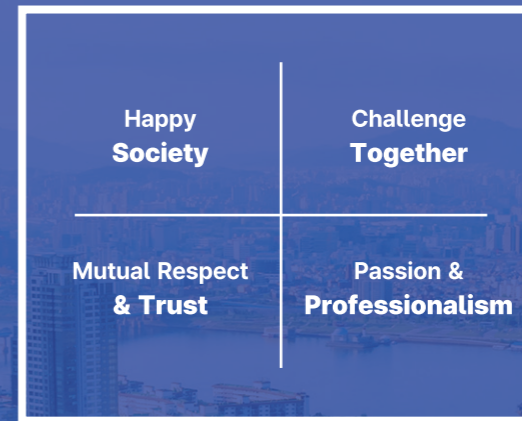 Happy
Society
Challenge
Together
Mutual Respect
& Trust
Passion &
Professionalism